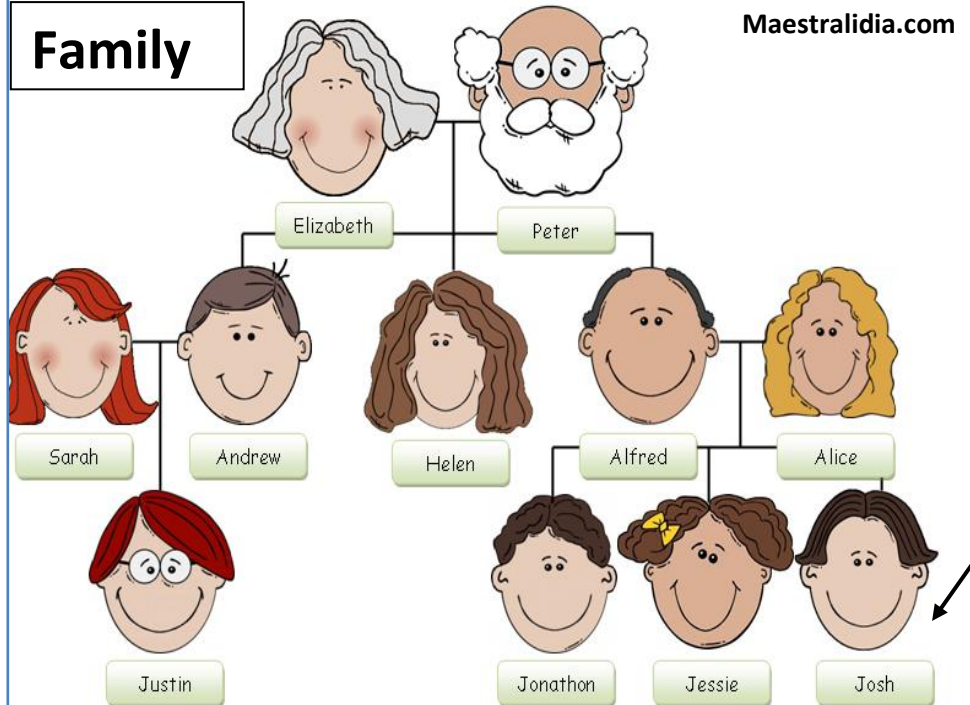 Family
Maestralidia.com
Elizabeth
Peter
Sarah
Andrew
Helen
Alfred
Alice
Justin
Jonathon
Jessie
Josh